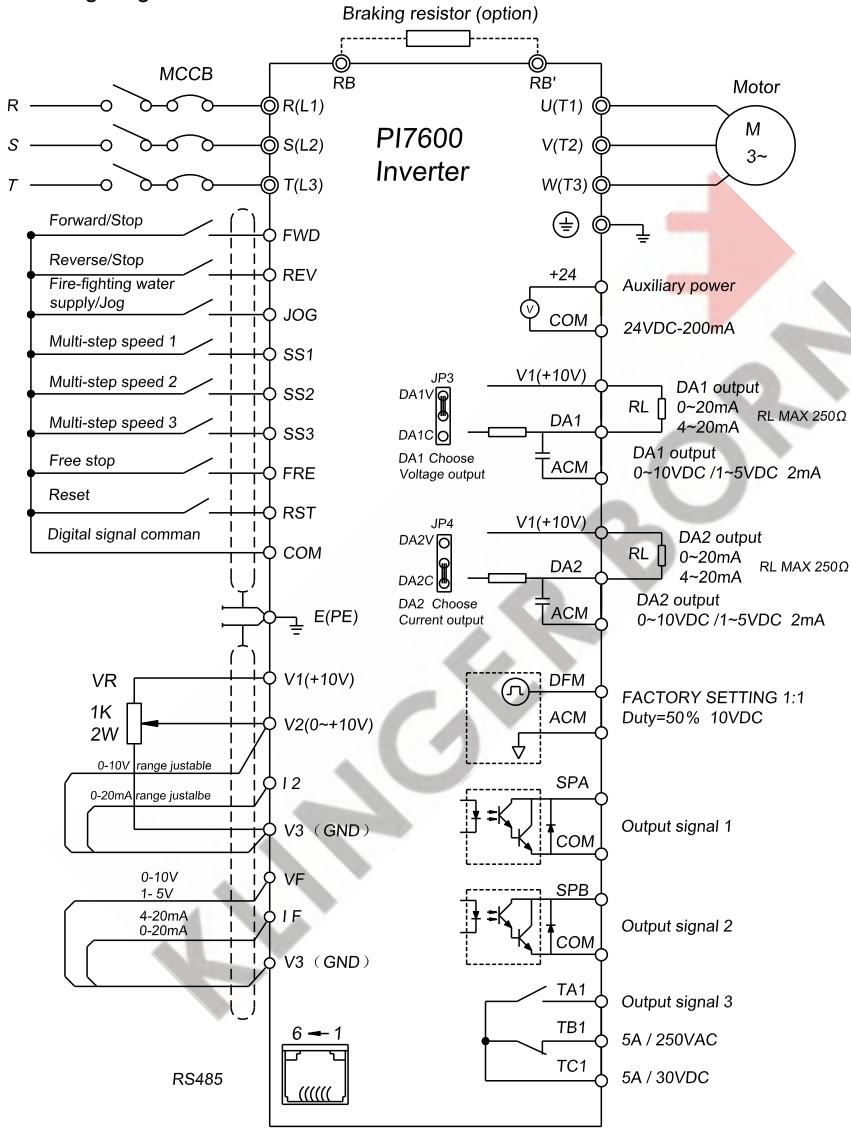 Braking resistor (option)
RB
RB'
MCCB
Motor
R
R(L1)
U(T1)
S
S(L2)
V(T2)
T
T(L3)
W(T3)
M
3~
PI7600
Inverter
Forward/Stop
FWD
Reverse/Stop
REV
Fire-fighting water
supply/Jog
JOG
Multi-step speed 1
SS1
Multi-step speed 2
SS2
Multi-step speed 3
SS3
Free stop
FRE
Reset
RST
Digital signal comman
COM
E(PE)
VR
1K
2W
V1(+10V)
V2(0~+10V)
0-10V range justable
I 2
0-20mA range justalbe
V3（GND）
0-10V
1- 5V
VF
4-20mA
0-20mA
I F
V3（GND）
RS485
6 ← 1
+24
V
COM
Auxiliary power
24VDC-200mA
JP3
DA1V
DA1C
DA1 Choose
Voltage output
V1(+10V)
DA1
ACM
RL
DA1 output
0~20mA
4~20mA
RL MAX 250Ω
DA1 output
0~10VDC /1~5VDC 2mA
JP4
DA2V
DA2C
DA2 Choose
Current output
V1(+10V)
DA2
ACM
RL
DA2 output
0~20mA
4~20mA
RL MAX 250Ω
DA2 output
0~10VDC /1~5VDC 2mA
DFM
ACM
FACTORY SETTING 1:1
Duty=50% 10VDC
SPA
COM
Output signal 1
SPB
COM
Output signal 2
TA1
Output signal 3
TB1
5A / 250VAC
TC1
5A / 30VDC
KLINGER BORN